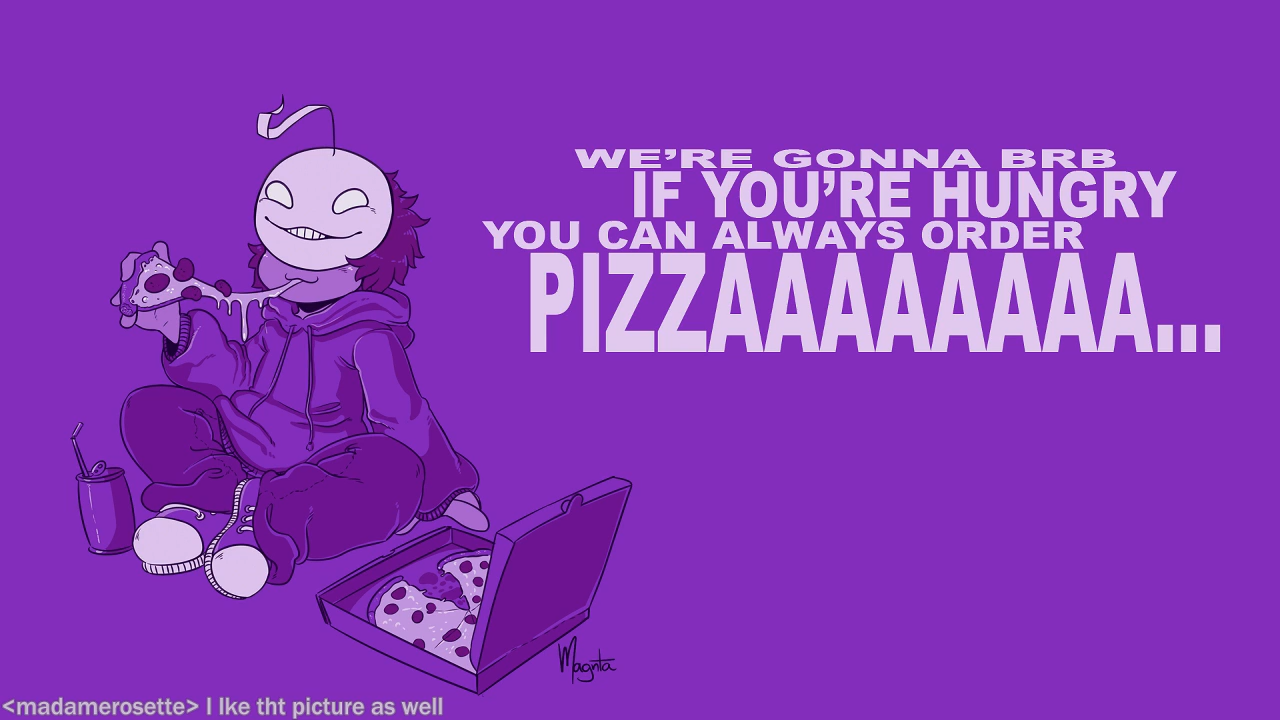 WE'RE GONNA BRB
IF YOU'RE HUNGRY
YOU CAN ALWAYS ORDER
PIZZAAAAAAAAA...
Magnta
<madamerosette> I lke tht picture as well